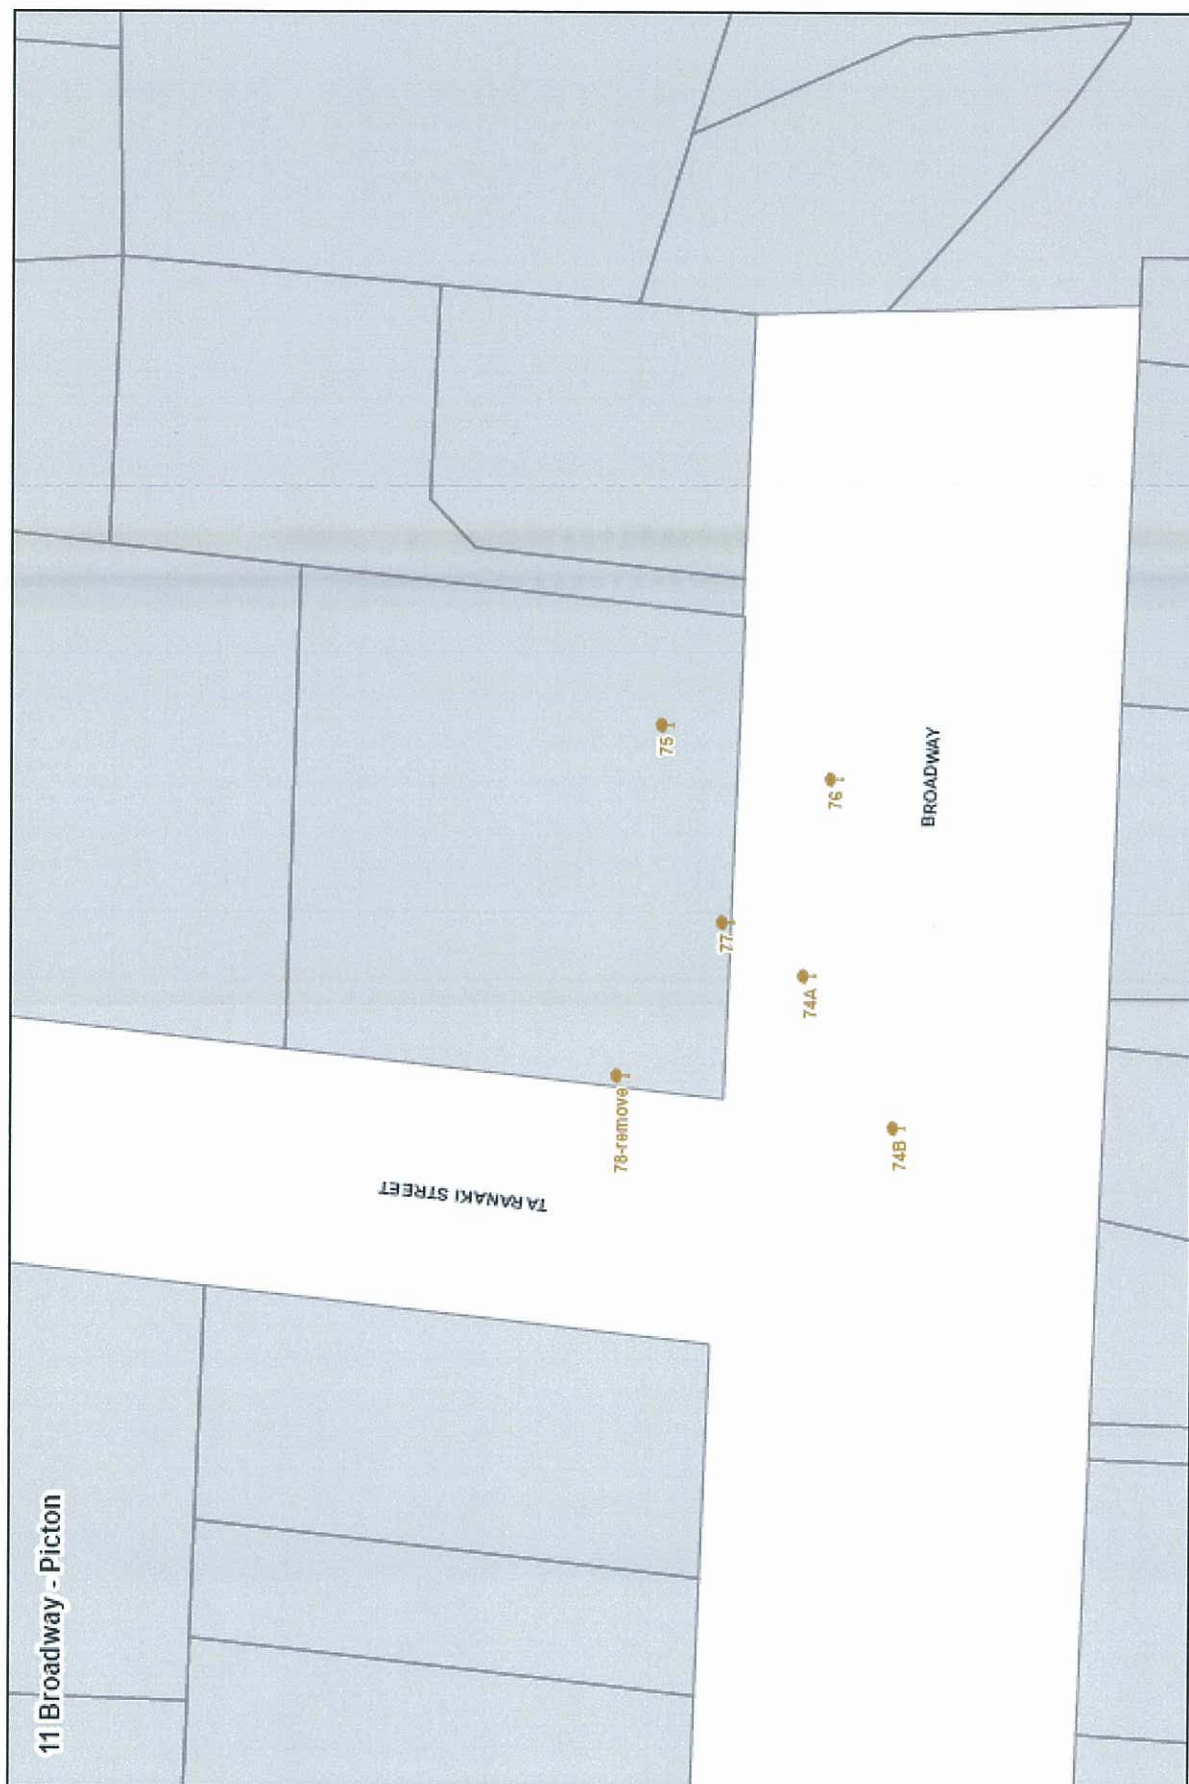 11 Broadway - Picton
TARANAKI STREET
78-remove
77
75
74A
76
74B
BROADWAY